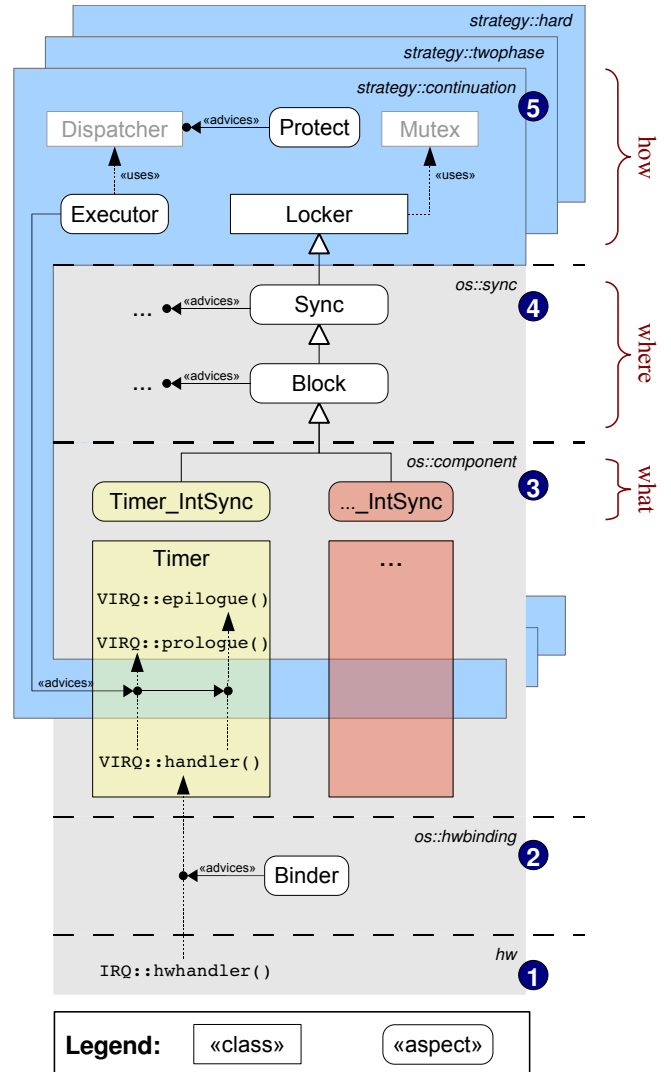 strategy::hard
strategy::twophase
strategy::continuation
5
«advices»
Dispatcher
Protect
Mutex
how
«uses»
«uses»
Executor
Locker
os::sync
4
«advices»
...
Sync
where
«advices»
...
Block
os::component
3
what
Timer_IntSync
..._IntSync
Timer
...
VIRQ::epilogue()
VIRQ::prologue()
«advices»
VIRQ::handler()
os::hwbinding
2
«advices»
Binder
hw
1
IRQ::hwhandler()
Legend:
«class»
«aspect»